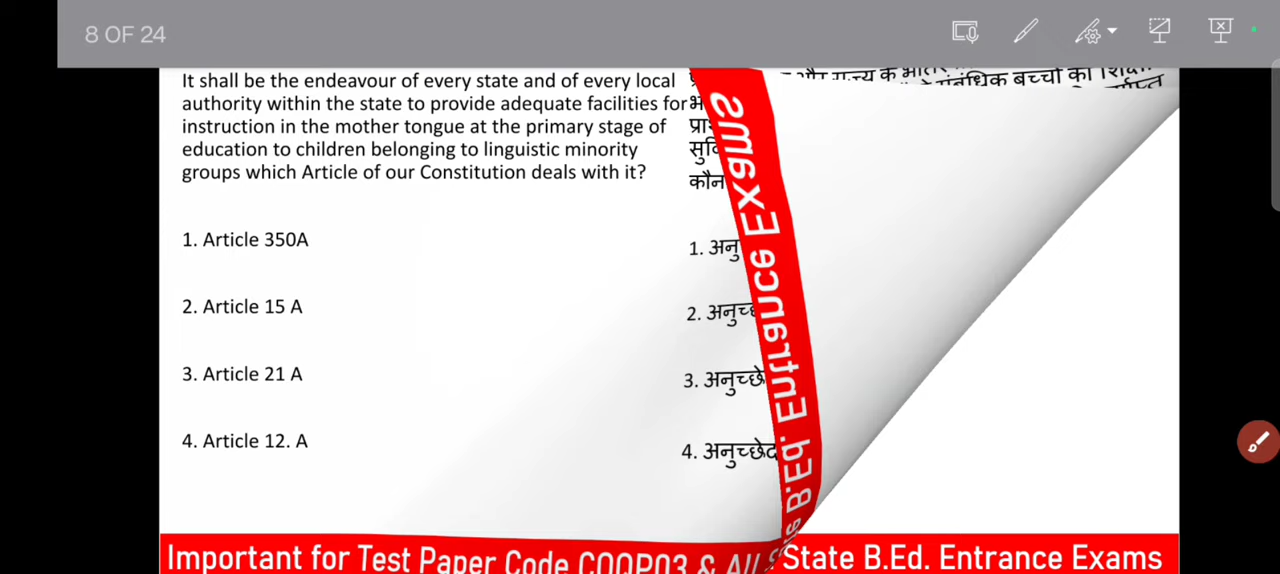 8 OF 24
It shall be the endeavour of every state and of every local
authority within the state to provide adequate facilities for
instruction in the mother tongue at the primary stage of
education to children belonging to linguistic minority
groups which Article of our Constitution deals with it?
1. Article 350A
2. Article 15 A
3. Article 21 A
4. Article 12. A
कौन
1. अनु
2. अनुच्छे
3. अनुच्छे
4. अनुच्छेद
B.Ed. Entrance Exams
Important for Test Paper Code COQP03 & All State B.Ed. Entrance Exams